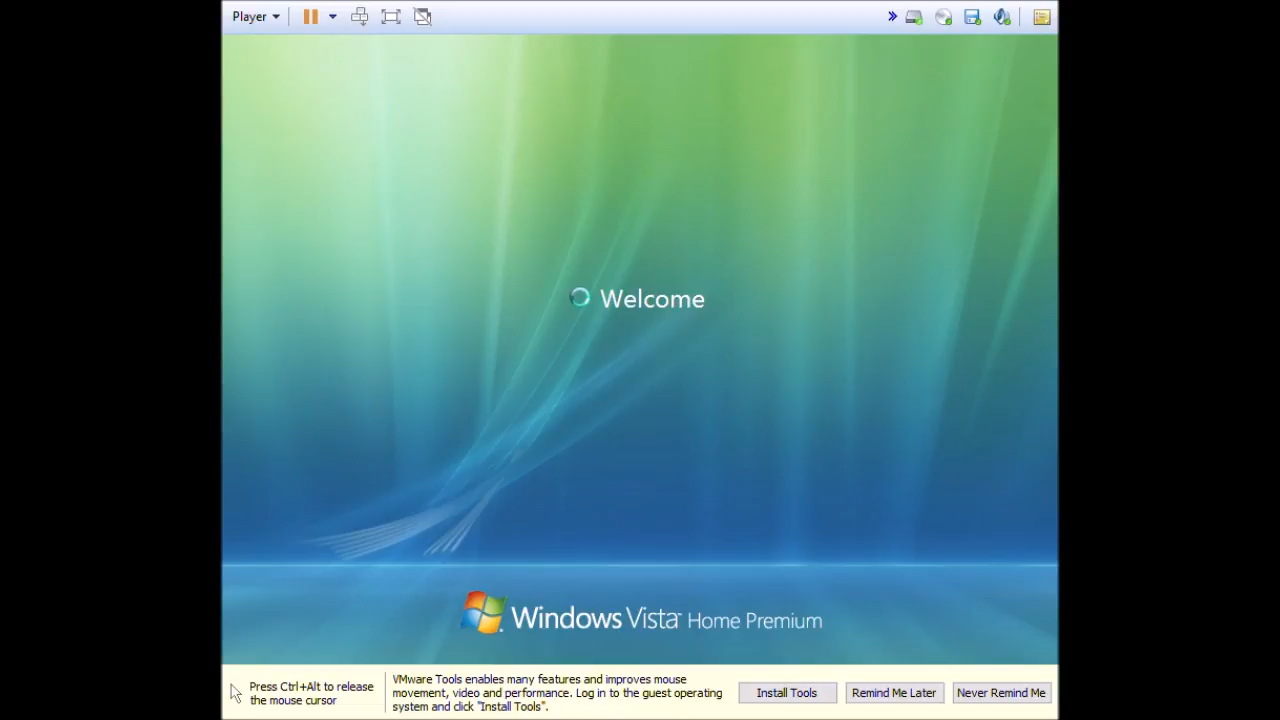 Player
Welcome
Windows Vista™ Home Premium
Press Ctrl+Alt to release
the mouse cursor
VMware Tools enables many features and improves mouse
movement, video and performance. Log in to the guest operating
system and click "Install Tools".
Install Tools
Remind Me Later
Never Remind Me